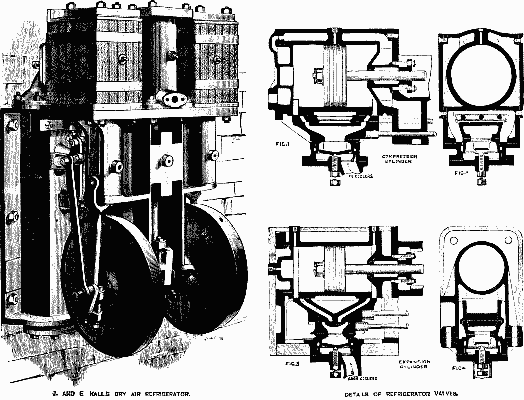 FIG.1
COMPRESSION
CYLINDER
FIG.2
FIG.3
EXPANSION
CYLINDER
FIG.4
J. AND E HALL'S DRY AIR REFRIGERATOR.
DETAILS OF REFRIGERATOR VALVES.